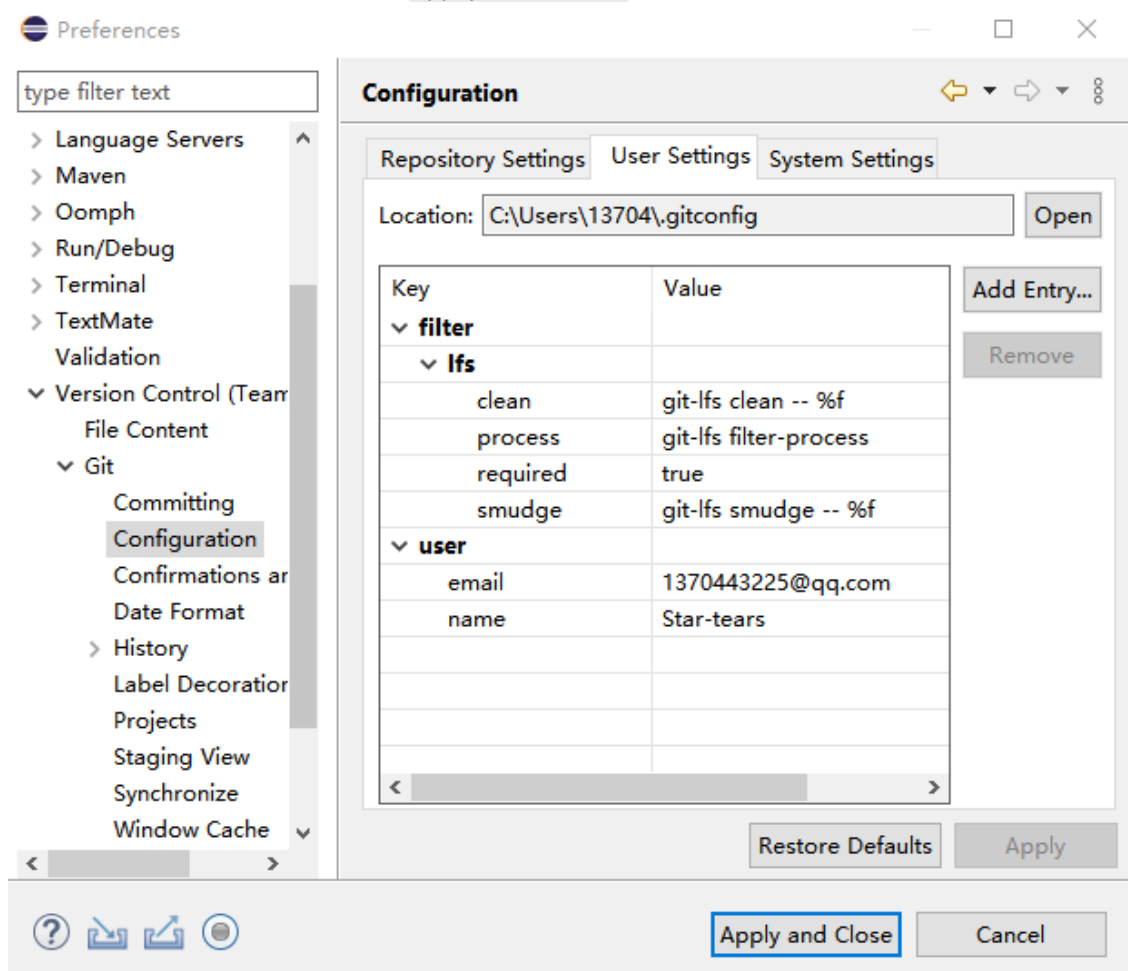 Preferences
type filter text
Language Servers
Maven
Oomph
Run/Debug
Terminal
TextMate
Validation
Version Control (Team
File Content
Git
Committing
Configuration
Confirmations ar
Date Format
History
Label Decoration
Projects
Staging View
Synchronize
Window Cache
Configuration
Repository Settings User Settings System Settings
Location: C:\Users\13704\.gitconfig Open
Key Value Add Entry...
filter
lfs Remove
clean git-lfs clean -- %f
process git-lfs filter-process
required true
smudge git-lfs smudge -- %f
user
email 1370443225@qq.com
name Star-tears
Restore Defaults Apply
Apply and Close Cancel